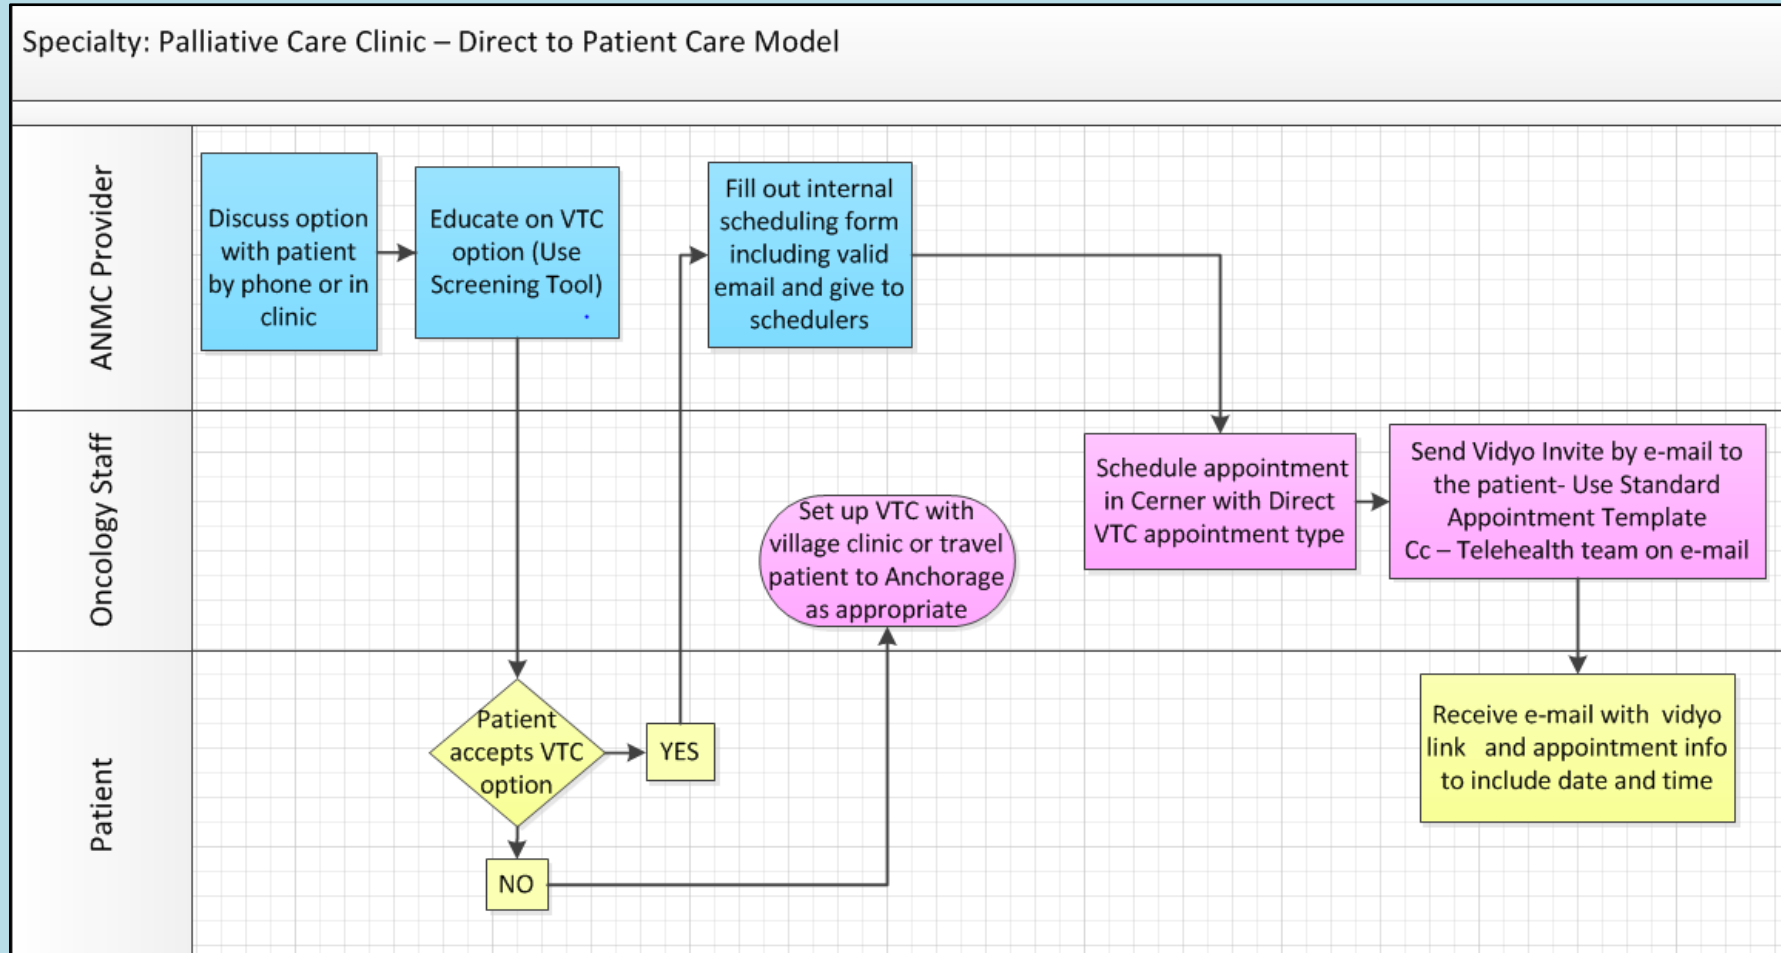 Specialty: Palliative Care Clinic – Direct to Patient Care Model
ANMC Provider
Discuss option
with patient
by phone or in
clinic
Educate on VTC
option (Use
Screening Tool)
Fill out internal
scheduling form
including valid
email and give to
schedulers
Oncology Staff
Set up VTC with
village clinic or travel
patient to Anchorage
as appropriate
Schedule appointment
in Cerner with Direct
VTC appointment type
Send Vidyo Invite by e-mail to
the patient- Use Standard
Appointment Template
Cc – Telehealth team on e-mail
Patient
Patient
accepts VTC
option
YES
NO
Receive e-mail with vidyo
link and appointment info
to include date and time